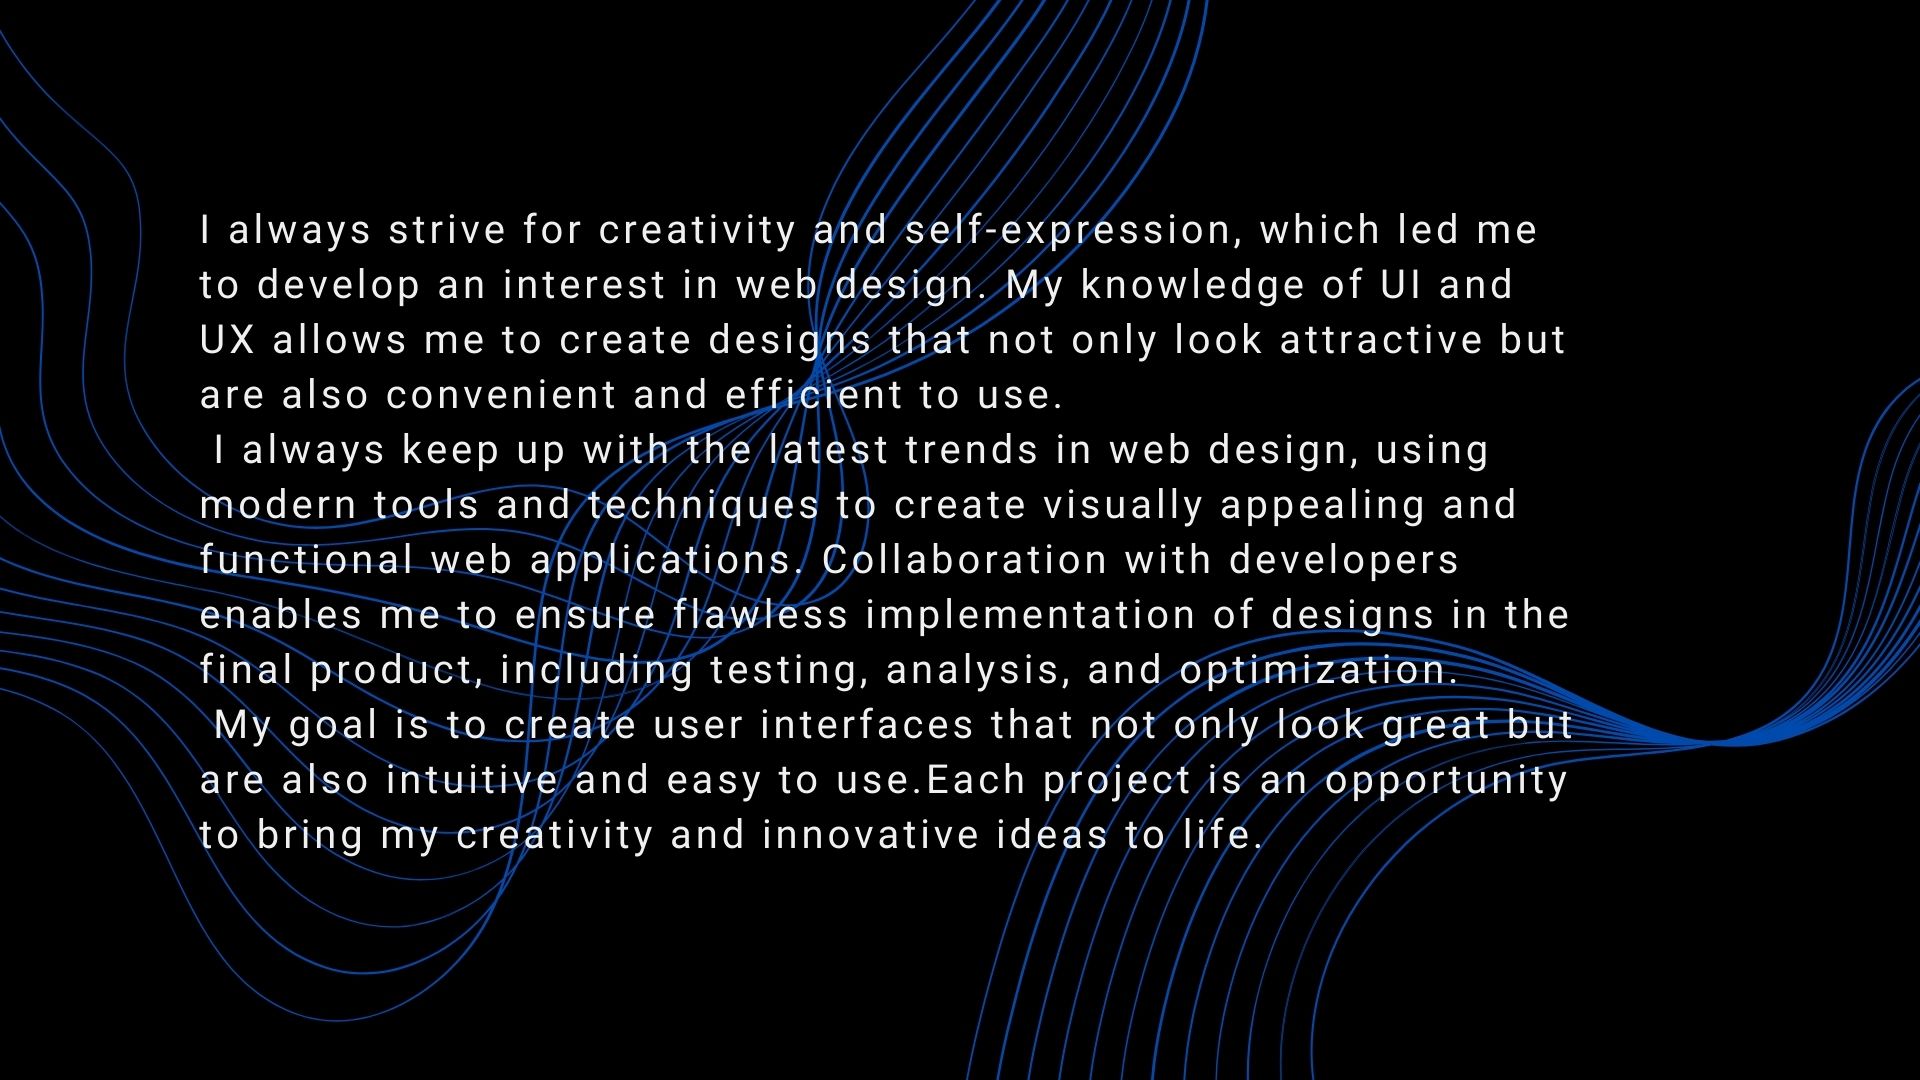 I always strive for creativity and self-expression, which led me
to develop an interest in web design. My knowledge of UI and
UX allows me to create designs that not only look attractive but
are also convenient and efficient to use.
I always keep up with the latest trends in web design, using
modern tools and techniques to create visually appealing and
functional web applications. Collaboration with developers
enables me to ensure flawless implementation of designs in the
final product, including testing, analysis, and optimization.
My goal is to create user interfaces that not only look great but
are also intuitive and easy to use.Each project is an opportunity
to bring my creativity and innovative ideas to life.